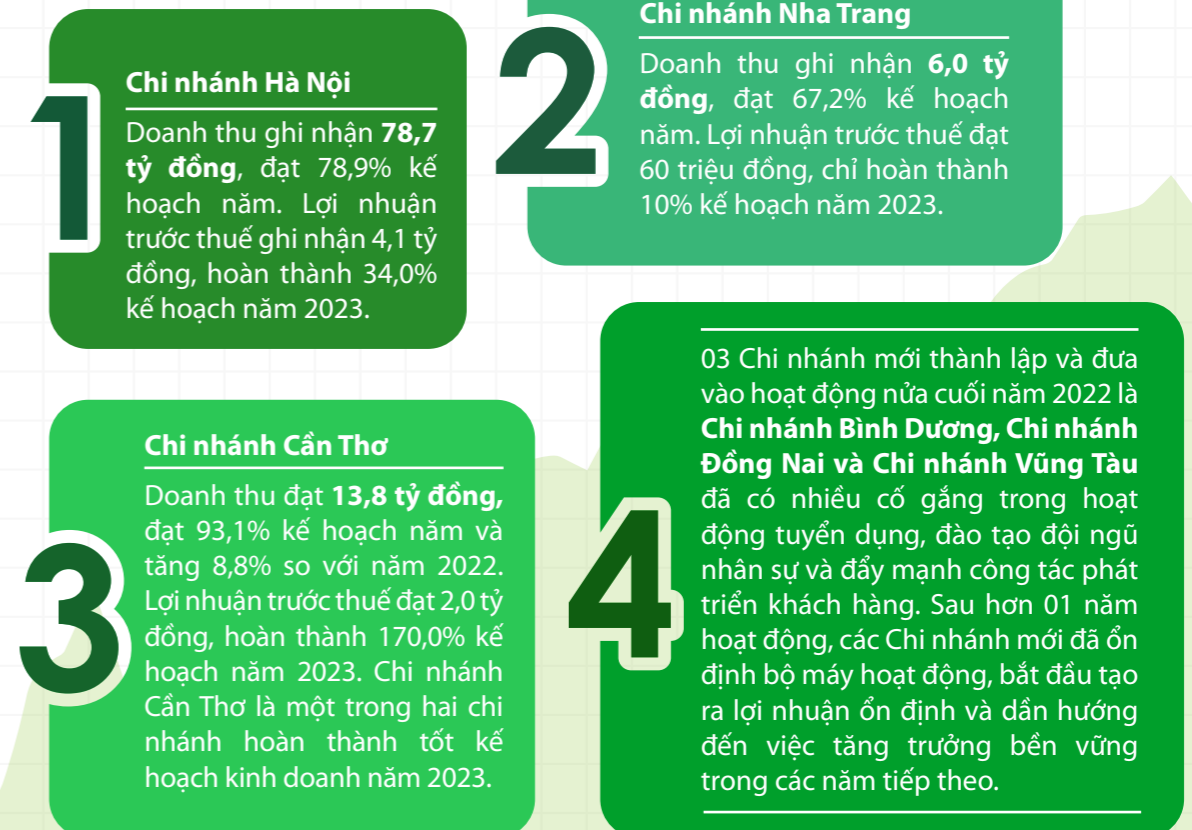 1
Chi nhánh Hà Nội
Doanh thu ghi nhận 78,7
tỷ đồng, đạt 78,9% kế
hoạch năm. Lợi nhuận
trước thuế ghi nhận 4,1 tỷ
đồng, hoàn thành 34,0%
kế hoạch năm 2023.
2
Chi nhánh Nha Trang
Doanh thu ghi nhận 6,0 tỷ
đồng, đạt 67,2% kế hoạch
năm. Lợi nhuận trước thuế đạt
60 triệu đồng, chỉ hoàn thành
10% kế hoạch năm 2023.
3
Chi nhánh Cần Thơ
Doanh thu đạt 13,8 tỷ đồng,
đạt 93,1% kế hoạch năm và
tăng 8,8% so với năm 2022.
Lợi nhuận trước thuế đạt 2,0 tỷ
đồng, hoàn thành 170,0% kế
hoạch năm 2023. Chi nhánh
Cần Thơ là một trong hai chi
nhánh hoàn thành tốt kế
hoạch kinh doanh năm 2023.
4
03 Chi nhánh mới thành lập và đưa
vào hoạt động nửa cuối năm 2022 là
Chi nhánh Bình Dương, Chi nhánh
Đồng Nai và Chi nhánh Vũng Tàu
đã có nhiều cố gắng trong hoạt
động tuyển dụng, đào tạo đội ngũ
nhân sự và đẩy mạnh công tác phát
triển khách hàng. Sau hơn 01 năm
hoạt động, các Chi nhánh mới đã ổn
định bộ máy hoạt động, bắt đầu tạo
ra lợi nhuận ổn định và dần hướng
đến việc tăng trưởng bền vững
trong các năm tiếp theo.